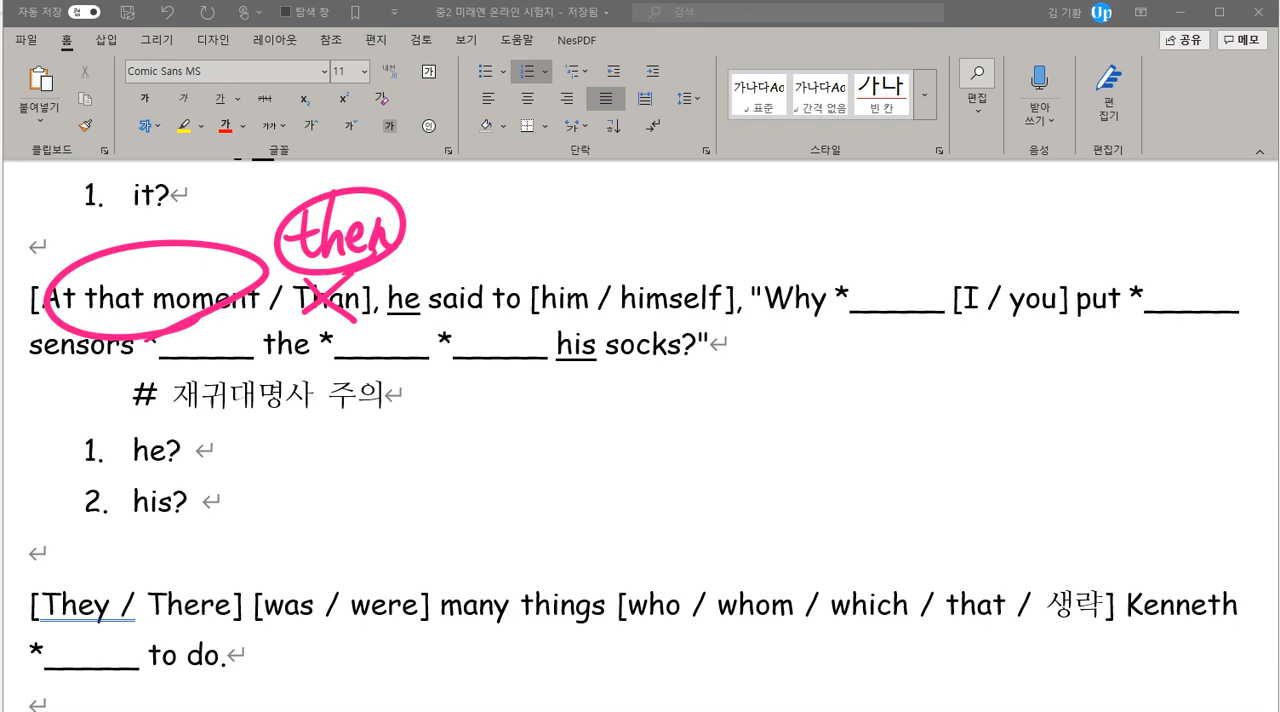 자동 저장 컴 탐색 창 중2 미래엔 온라인 시험지 - 저장됨 검색 김 기환 Up
파일 홈 삽입 그리기 디자인 레이아웃 참조 편지 검토 보기 도움말 NesPDF 공유 메모
붙여넣기
Comic Sans MS 11
가나다Ac 가나다Ac 가나
표준 간격 없음 빈 칸
편집
받아
쓰기
편
집기
클립보드 글꼴 단락 스타일 음성 편집기
1. it?
then
[At that moment / Than], he said to [him / himself], "Why *_____ [I / you] put *_____
sensors *_____ the *_____ *_____ his socks?"
# 재귀대명사 주의
1. he?
2. his?
[They / There] [was / were] many things [who / whom / which / that / 생략] Kenneth
*_____ to do.